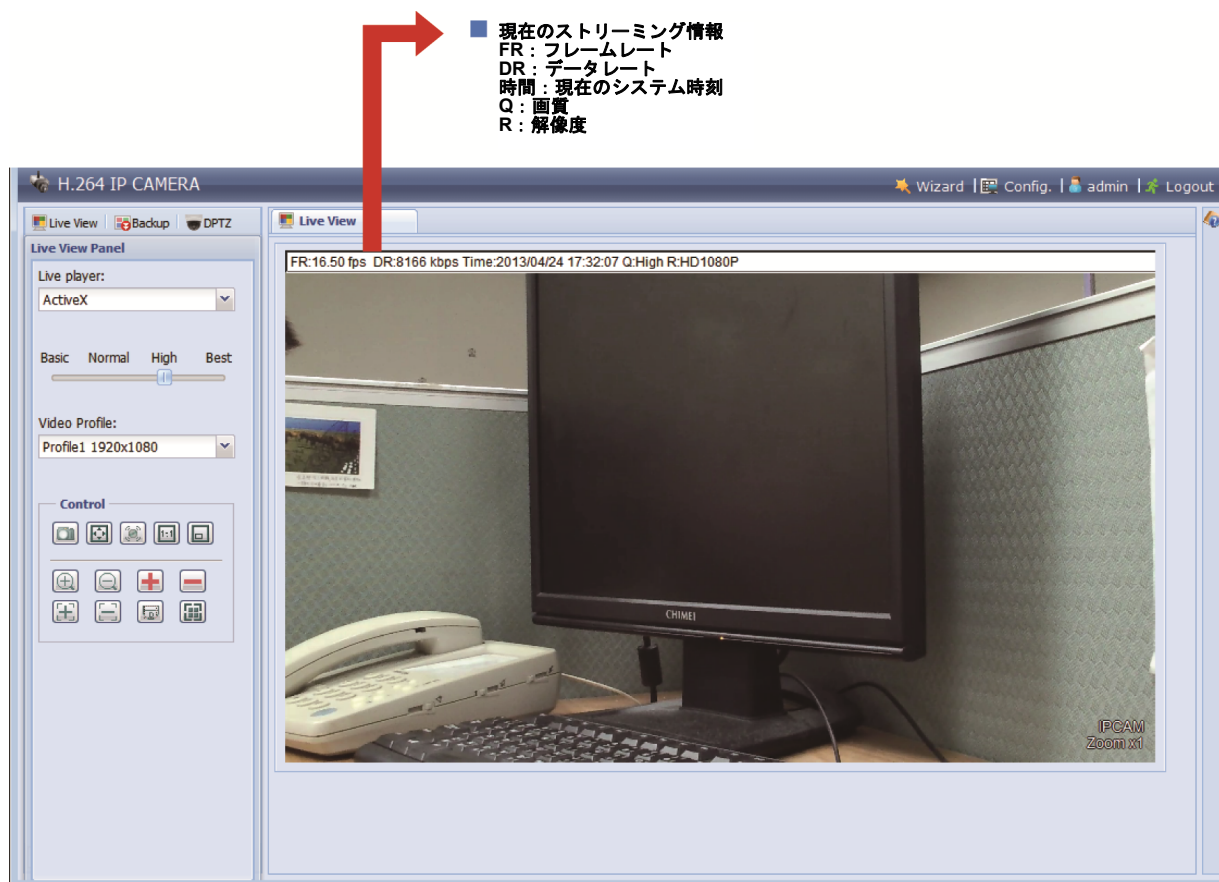 現在のストリーミング情報
FR：フレームレート
DR：データレート
時間：現在のシステム時刻
Q：画質
R：解像度
H.264 IP CAMERA
Wizard | Config. | admin | Logout
Live View Backup DPTZ
Live View
Live View Panel
FR:16.50 fps DR:8166 kbps Time:2013/04/24 17:32:07 Q:High R:HD1080P
Live player:
ActiveX
Basic Normal High Best
Video Profile:
Profile1 1920x1080
Control
1:1
CHIMEI
IPCAM
Zoom x1